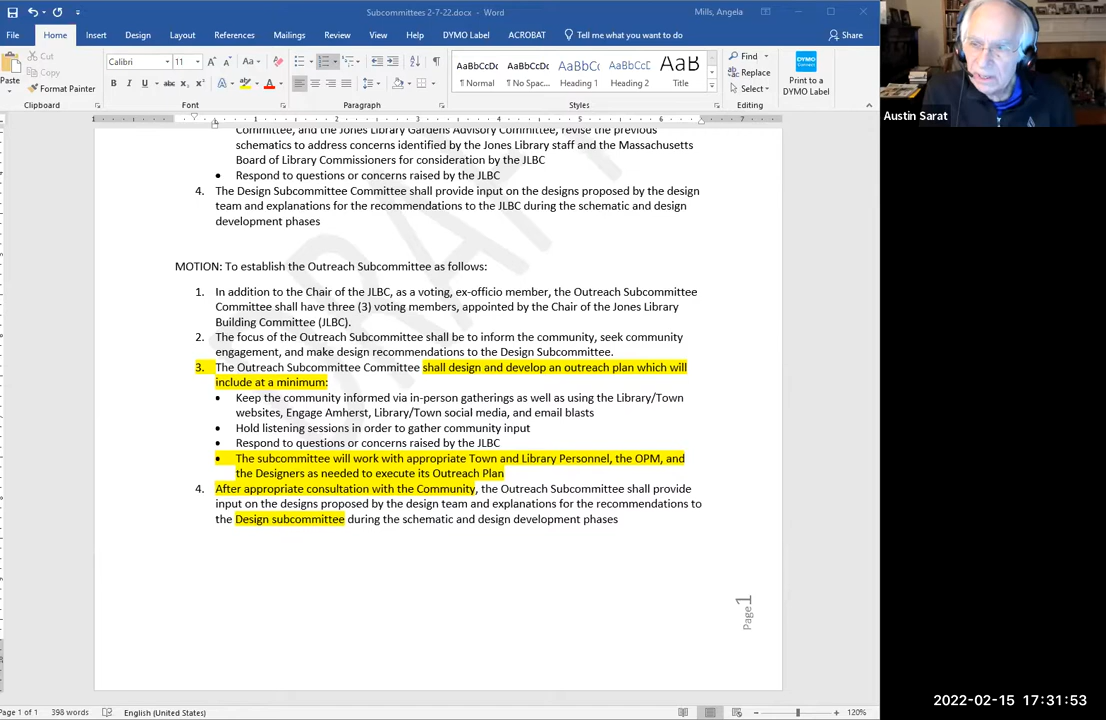 Subcommittees 2-7-22.docx - Word
Mills, Angela
File Home Insert Design Layout References Mailings Review View Help DYMO Label ACROBAT Tell me what you want to do Share
Cut
Copy
Format Painter
Paste
Calibri 11
Aa
B I U abc x₂ x²
AaBbCcDc AaBbCcDc AaBbCc AaBbCcD AaB
¶ Normal ¶ No Spac... Heading 1 Heading 2 Title
Find
Replace
Select
Print to a
DYMO Label
Clipboard Font Paragraph Styles Editing
1 1 2 3 4 5 6 7
Committee, and the Jones Library Gardens Advisory Committee, revise the previous
schematics to address concerns identified by the Jones Library staff and the Massachusetts
Board of Library Commissioners for consideration by the JLBC
• Respond to questions or concerns raised by the JLBC
4. The Design Subcommittee Committee shall provide input on the designs proposed by the design
team and explanations for the recommendations to the JLBC during the schematic and design
development phases
MOTION: To establish the Outreach Subcommittee as follows:
1. In addition to the Chair of the JLBC, as a voting, ex-officio member, the Outreach Subcommittee
Committee shall have three (3) voting members, appointed by the Chair of the Jones Library
Building Committee (JLBC).
2. The focus of the Outreach Subcommittee shall be to inform the community, seek community
engagement, and make design recommendations to the Design Subcommittee.
3. The Outreach Subcommittee Committee shall design and develop an outreach plan which will
include at a minimum:
• Keep the community informed via in-person gatherings as well as using the Library/Town
websites, Engage Amherst, Library/Town social media, and email blasts
• Hold listening sessions in order to gather community input
• Respond to questions or concerns raised by the JLBC
• The subcommittee will work with appropriate Town and Library Personnel, the OPM, and
the Designers as needed to execute its Outreach Plan
4. After appropriate consultation with the Community, the Outreach Subcommittee shall provide
input on the designs proposed by the design team and explanations for the recommendations to
the Design subcommittee during the schematic and design development phases
DRAFT
Page 1
Page 1 of 1 398 words English (United States) 120%
Austin Sarat
2022-02-15 17:31:53